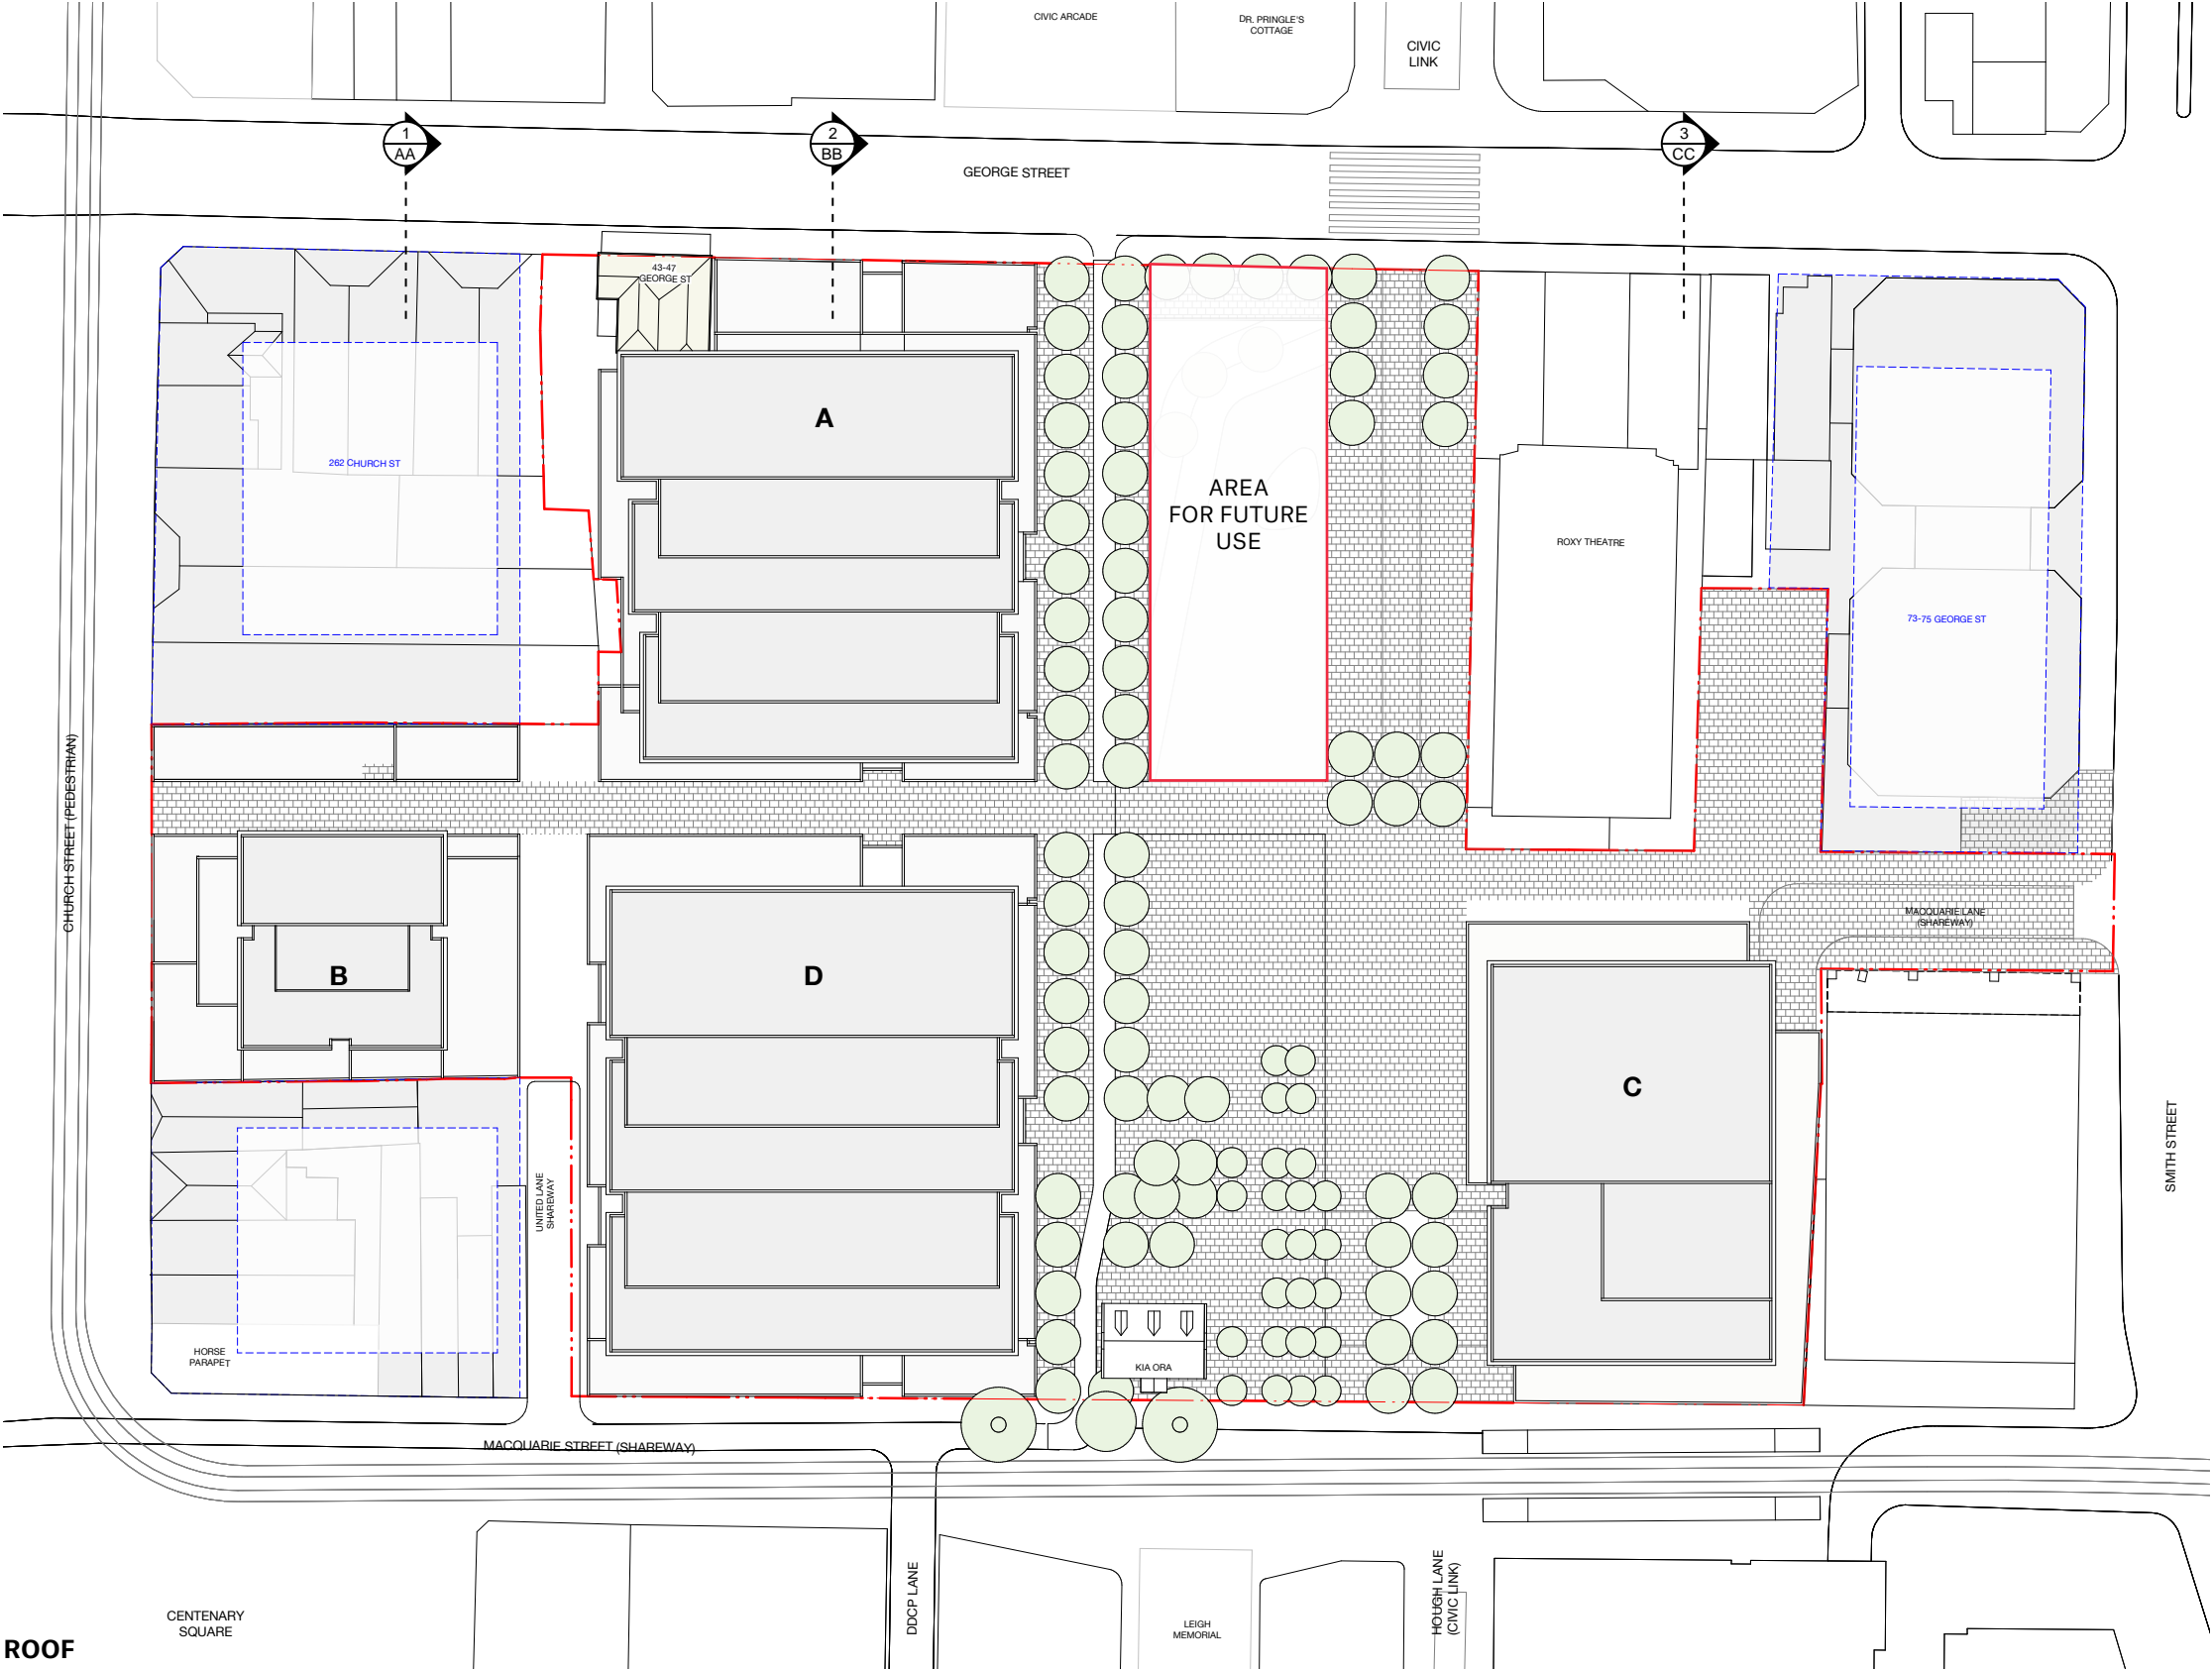 CIVIC ARCADE
DR. PRINGLE'S
COTTAGE
CIVIC
LINK
1
AA
2
BB
3
CC
GEORGE STREET
43-47
GEORGE ST
A
262 CHURCH ST
AREA
FOR FUTURE
USE
ROXY THEATRE
73-75 GEORGE ST
CHURCH STREET (PEDESTRIAN)
MACQUARIE LANE
(SHAREWAY)
B
D
C
SMITH STREET
UNITED LANE
SHAREWAY
HORSE
PARAPET
KIA ORA
MACQUARIE STREET (SHAREWAY)
DDCP LANE
HOUGH LANE
(CIVIC LINK)
CENTENARY
SQUARE
LEIGH
MEMORIAL
ROOF